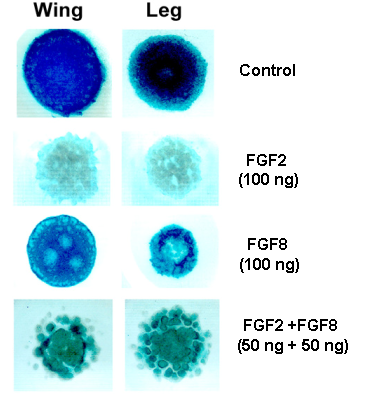 Wing Leg
Control
FGF2
(100 ng)
FGF8
(100 ng)
FGF2 +FGF8
(50 ng + 50 ng)